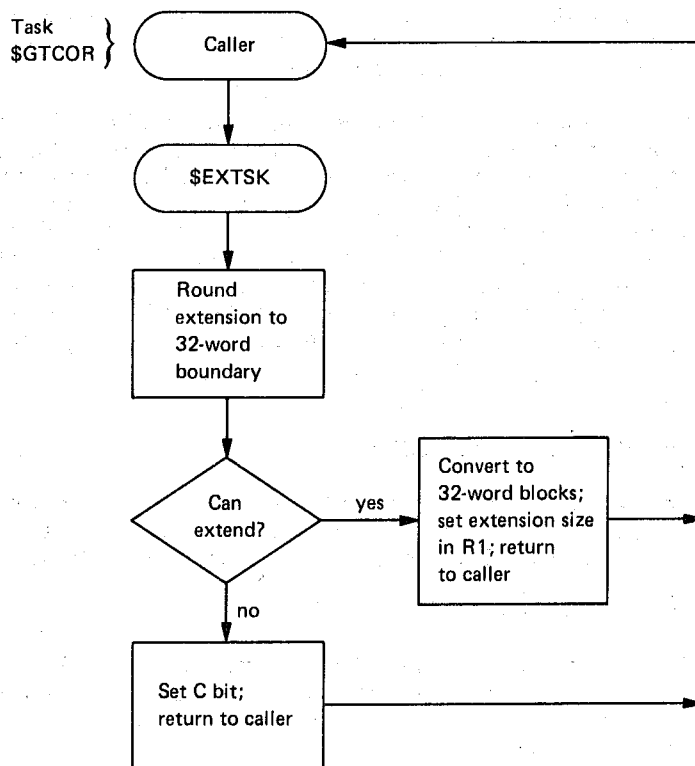 Task
$GTCOR
Caller
$EXTSK
Round
extension to
32-word
boundary
Can
extend?
yes
Convert to
32-word blocks;
set extension size
in R1; return
to caller
no
Set C bit;
return to caller